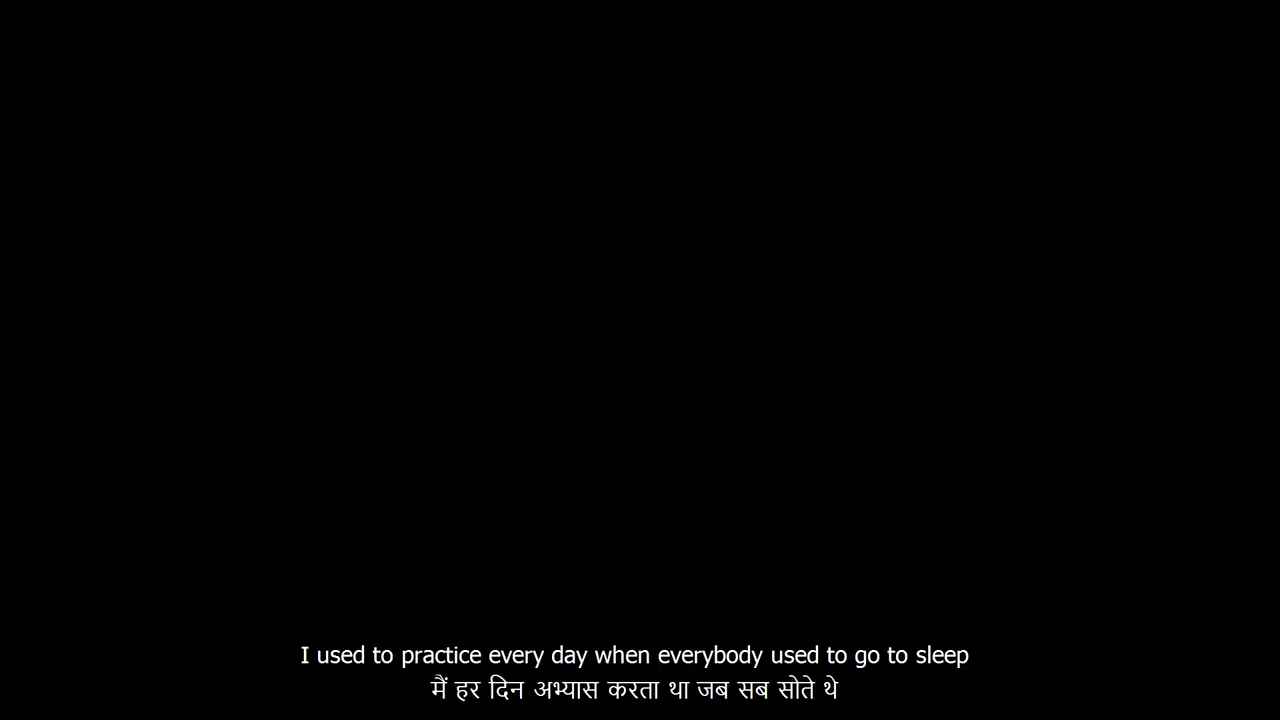 I used to practice every day when everybody used to go to sleep
मैं हर दिन अभ्यास करता था जब सब सोते थे